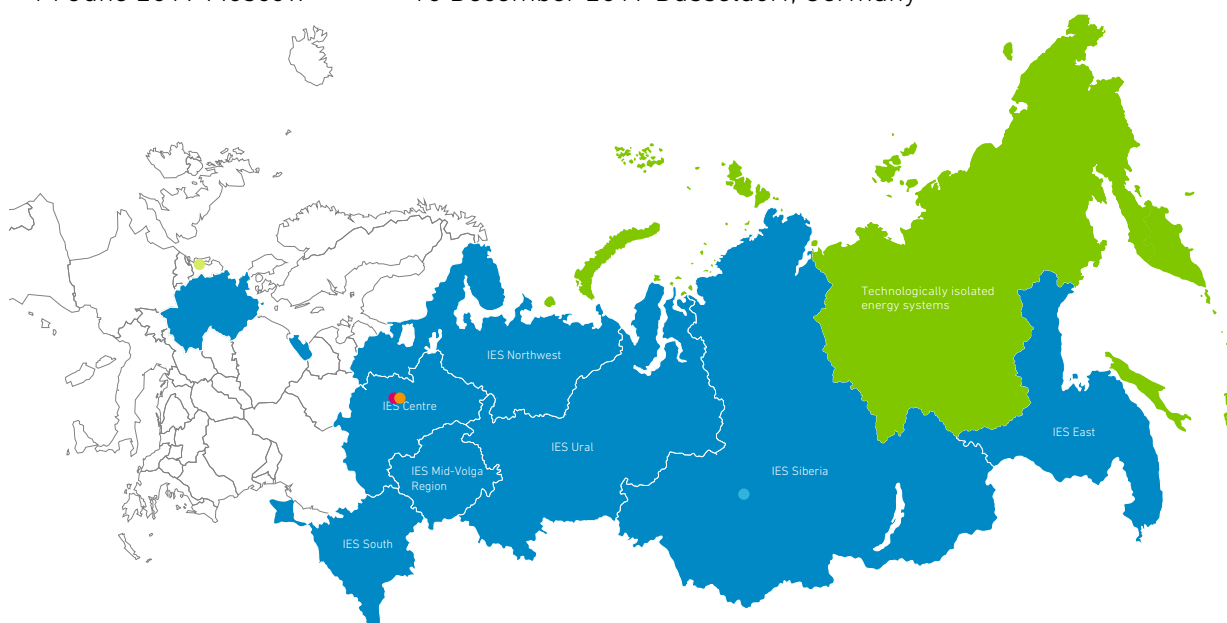 Technologically isolated
energy systems
IES Northwest
IES Centre
IES East
IES Ural
IES Mid-Volga
Region
IES Siberia
IES South